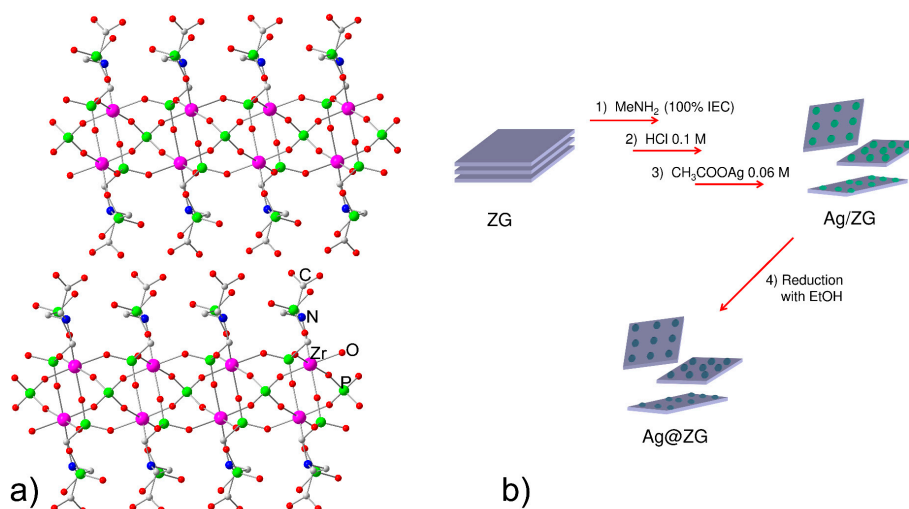 C
N
Zr
O
P
a)
1) MeNH₂ (100% IEC)
2) HCl 0.1 M
3) CH₃COOAg 0.06 M
ZG
Ag/ZG
4) Reduction
with EtOH
Ag@ZG
b)